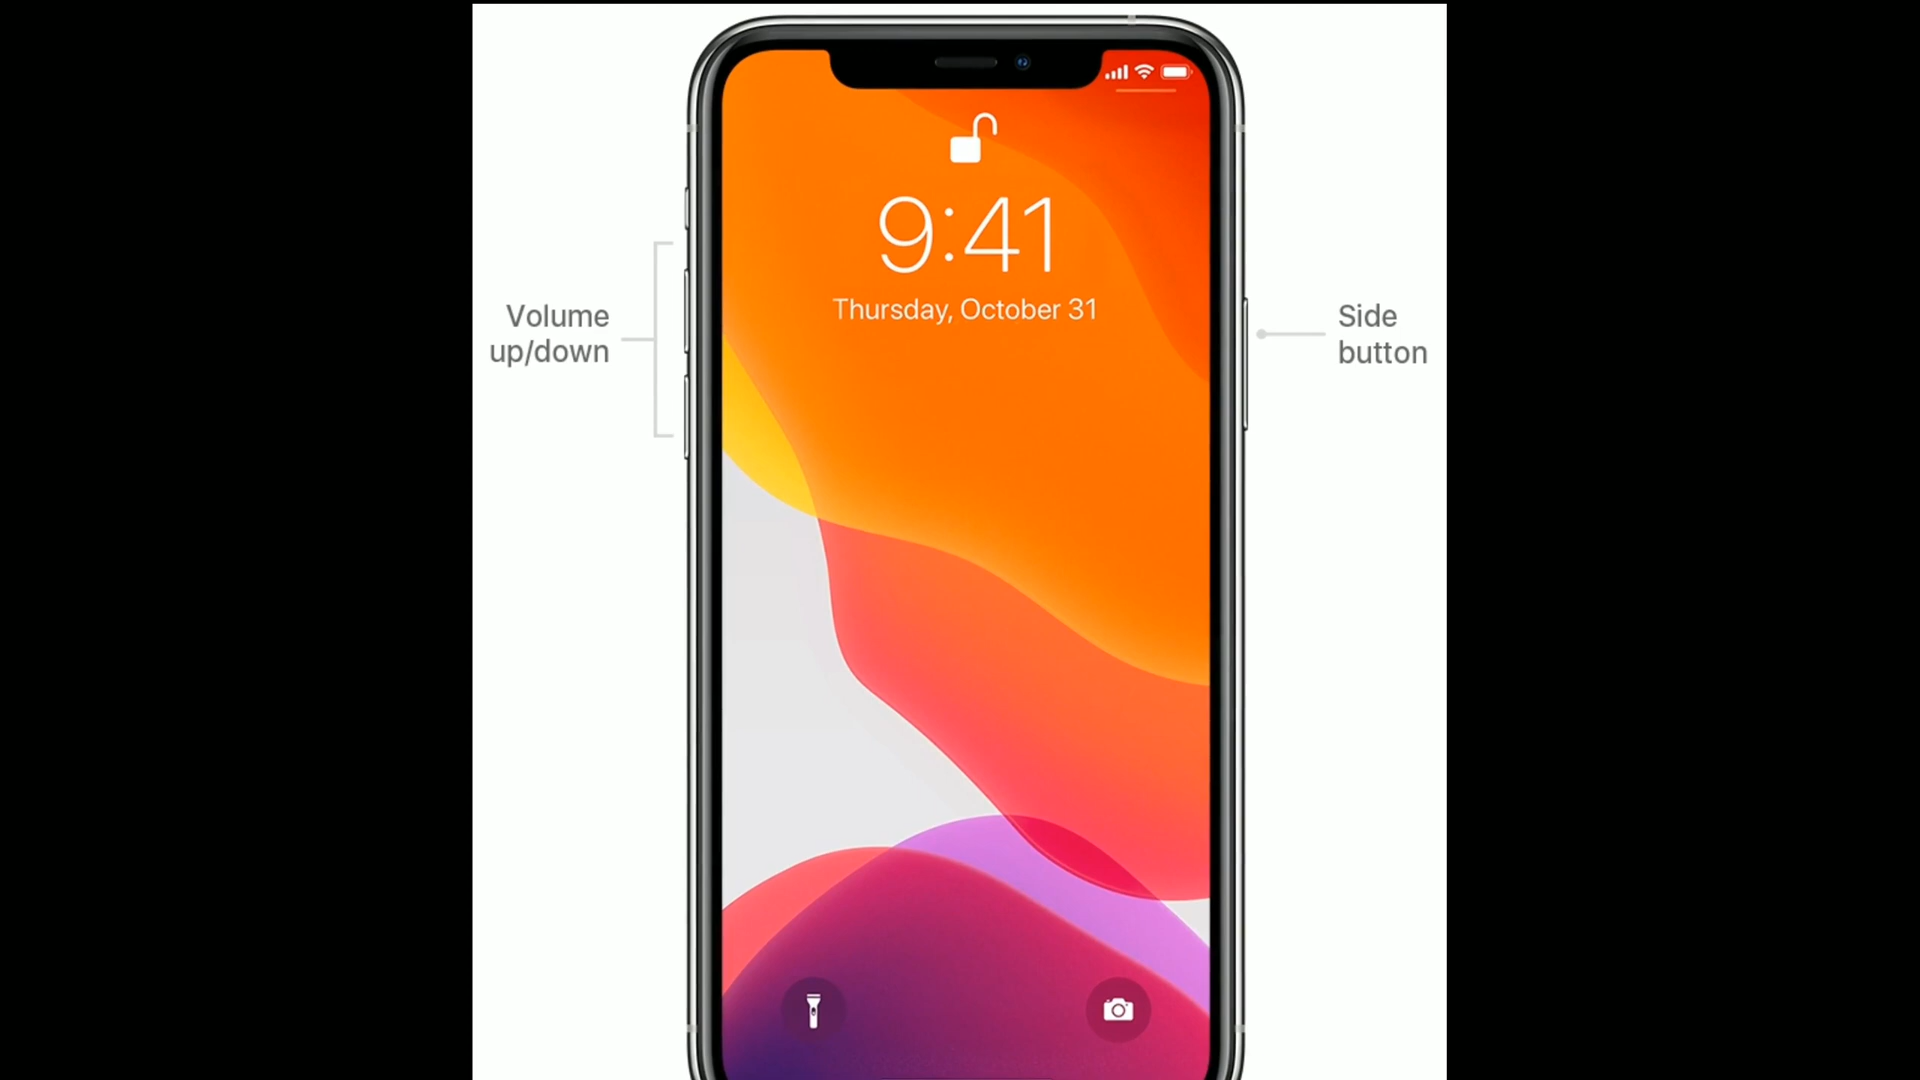 9:41
Thursday, October 31
Volume
up/down
Side
button